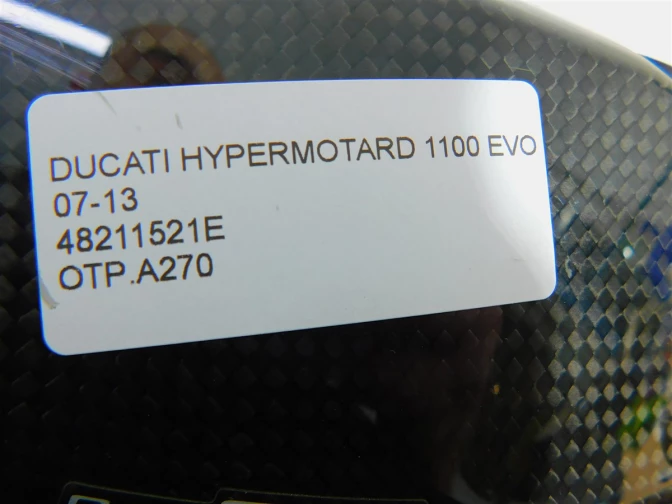 DUCATI HYPERMOTARD 1100 EVO
07-13
48211521E
OTP.A270